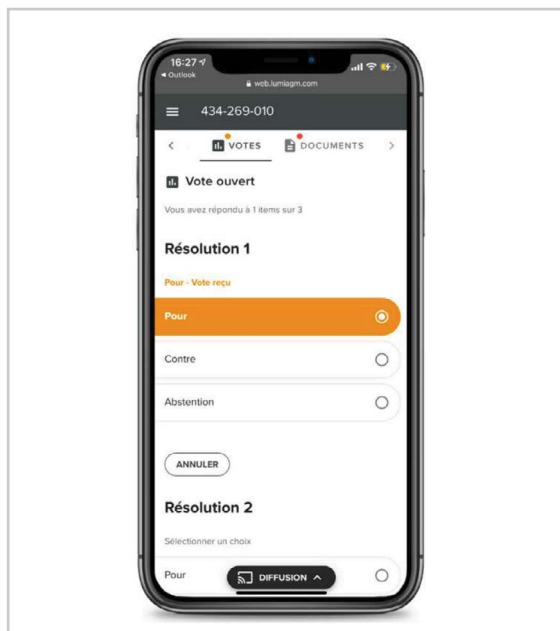 16:27
◄ Outlook
web.lumiagm.com
434-269-010
VOTES
DOCUMENTS
Vote ouvert
Vous avez répondu à 1 items sur 3
Résolution 1
Pour - Vote reçu
Pour
Contre
Abstention
ANNULER
Résolution 2
Sélectionner un choix
Pour
DIFFUSION